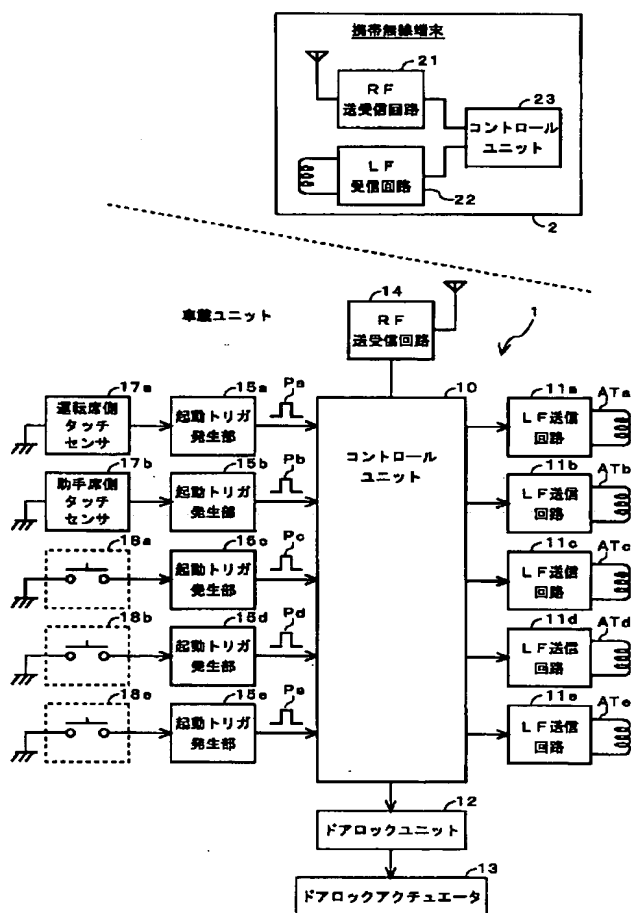 携帯無線端末
21
RF
送受信回路
23
コントロール
ユニット
LF
受信回路
22
2
車載ユニット
14
RF
送受信回路
1
17a
運転席側
タッチ
センサ
15a
起動トリガ
発生部
Pa
10
コントロール
ユニット
11a
LF送信
回路
ATa
17b
助手席側
タッチ
センサ
15b
起動トリガ
発生部
Pb
11b
LF送信
回路
ATb
18a
15c
起動トリガ
発生部
Pc
11c
LF送信
回路
ATc
18b
15d
起動トリガ
発生部
Pd
11d
LF送信
回路
ATd
18c
15e
起動トリガ
発生部
Pe
11e
LF送信
回路
ATe
12
ドアロックユニット
13
ドアロックアクチュエータ